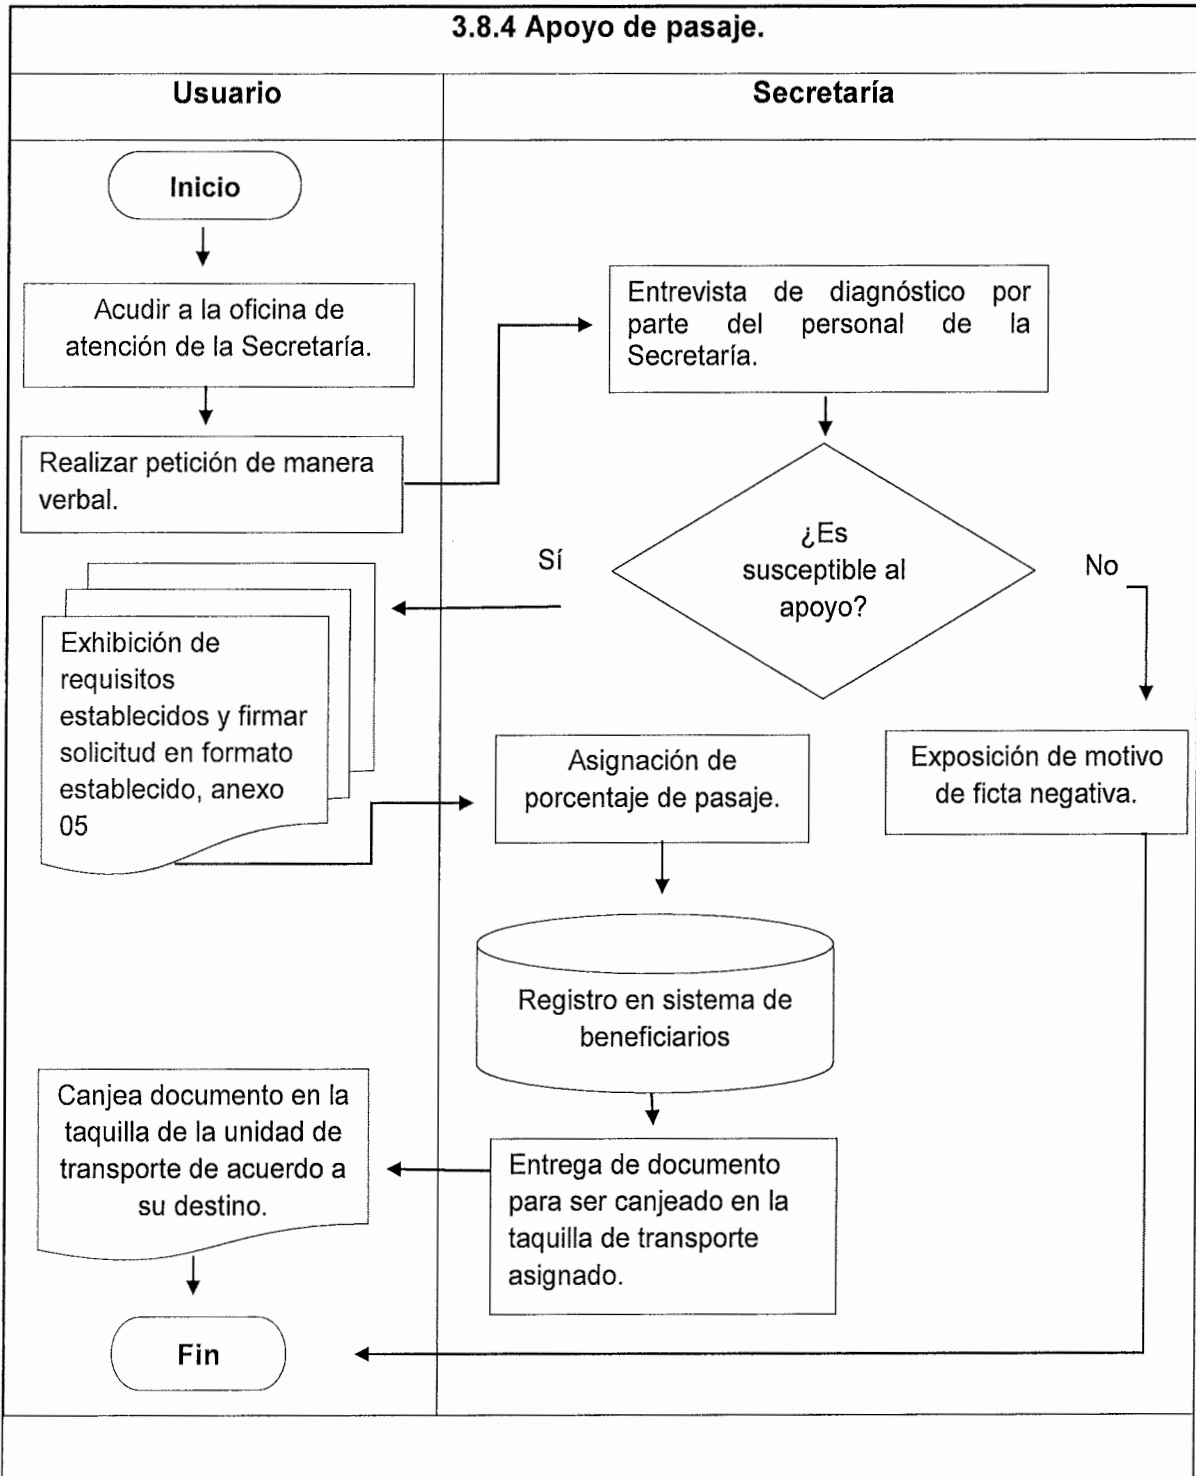 3.8.4 Apoyo de pasaje.
Usuario
Secretaría
Inicio
Acudir a la oficina de
atención de la Secretaría.
Realizar petición de manera
verbal.
Entrevista de diagnóstico por
parte del personal de la
Secretaría.
¿Es
susceptible al
apoyo?
Sí
No
Exhibición de
requisitos
establecidos y firmar
solicitud en formato
establecido, anexo
05
Asignación de
porcentaje de pasaje.
Exposición de motivo
de ficta negativa.
Registro en sistema de
beneficiarios
Entrega de documento
para ser canjeado en la
taquilla de transporte
asignado.
Canjea documento en la
taquilla de la unidad de
transporte de acuerdo a
su destino.
Fin